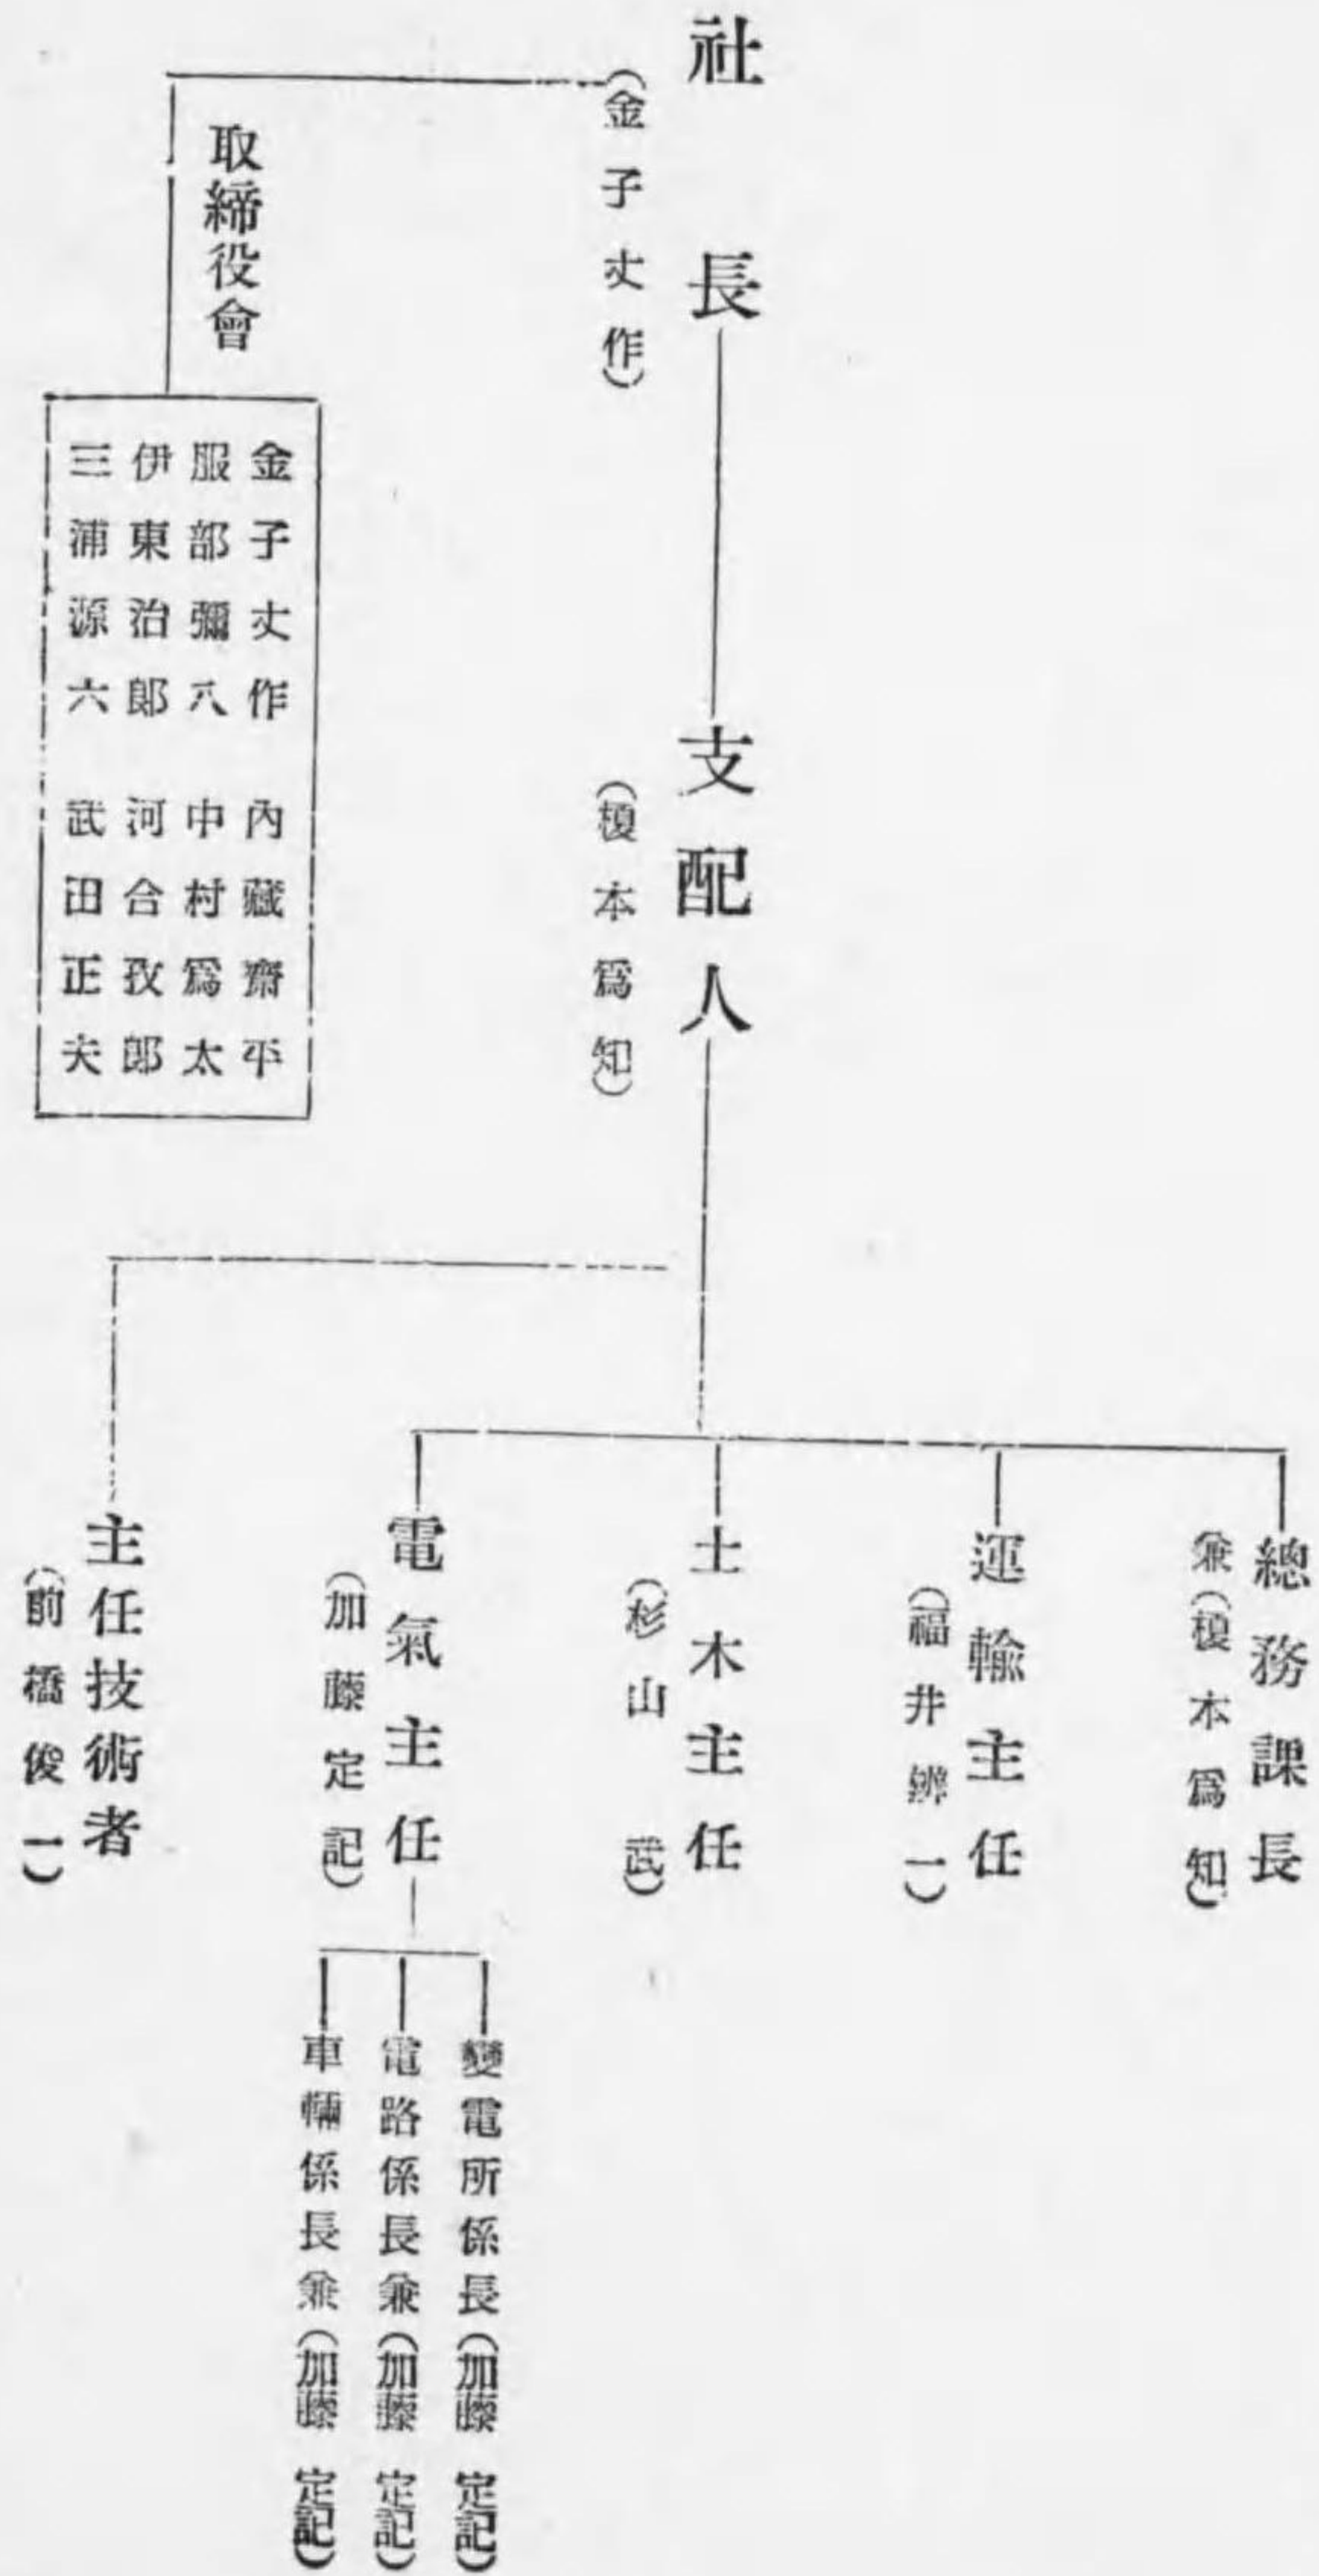 社長
(金子丈作)
取締役會
金子丈作 內藏齋平
服部彌八 中村爲太
伊東治郎 河合孜郎
三浦源六 武田正夫
支配人
(榎本爲知)
總務課長
兼(榎本爲知)
運輸主任
(福井辨一)
土木主任
(杉山 武)
電氣主任
(加藤定記)
變電所係長(加藤定記)
電路係長兼(加藤定記)
車輛係長兼(加藤定記)
主任技術者
(前橋俊一)